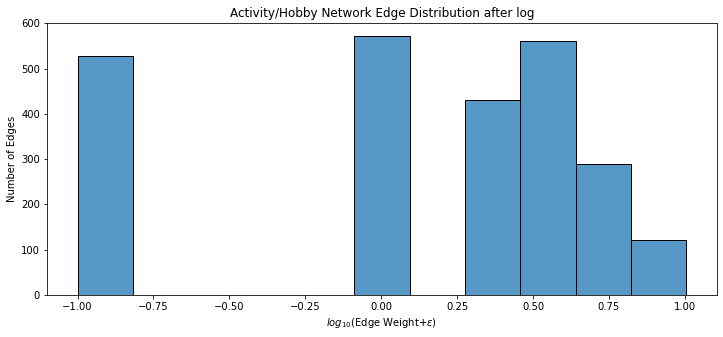 Activity/Hobby Network Edge Distribution after log
600
500
400
300
200
100
0
Number of Edges
−1.00 −0.75 −0.50 −0.25 0.00 0.25 0.50 0.75 1.00
log₁₀(Edge Weight+ε)